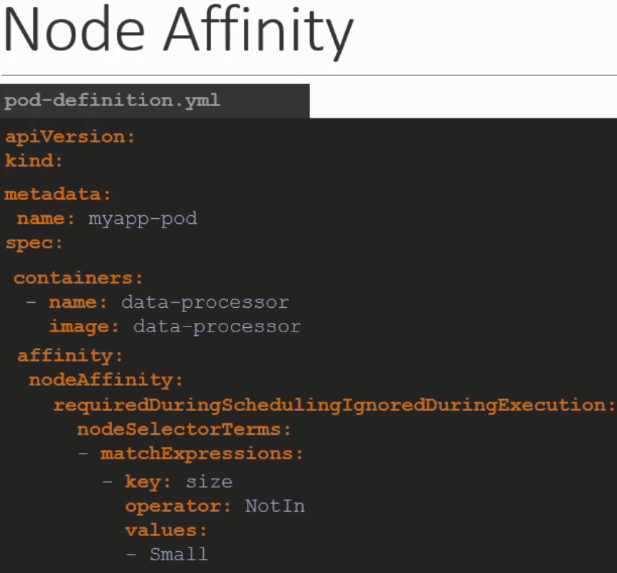 Node Affinity
pod-definition.yml
apiVersion:
kind:
metadata:
name: myapp-pod
spec:
containers:
- name: data-processor
image: data-processor
affinity:
nodeAffinity:
requiredDuringSchedulingIgnoredDuringExecution:
nodeSelectorTerms:
- matchExpressions:
- key: size
operator: NotIn
values:
- Small